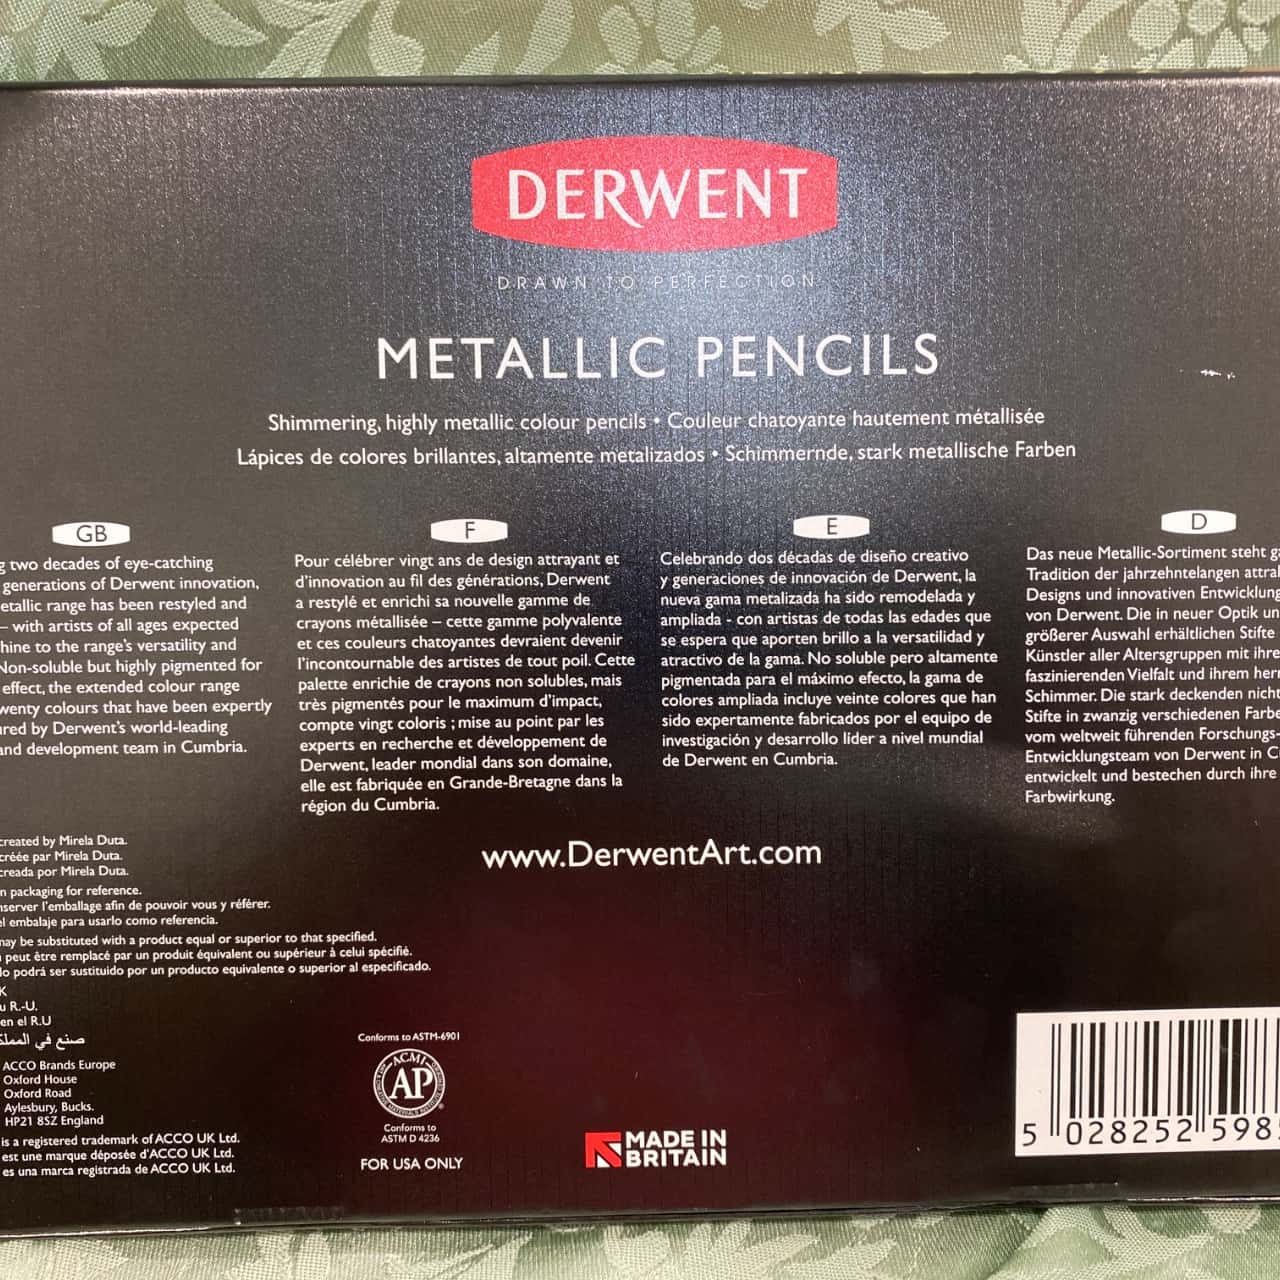 DERWENT
DRAWN TO PERFECTION
METALLIC PENCILS
Shimmering, highly metallic colour pencils • Couleur chatoyante hautement métallisée
Lápices de colores brillantes, altamente metalizados • Schimmernde, stark metallische Farben
GB
two decades of eye-catching
generations of Derwent innovation,
range has been restyled and
– with artists of all ages expected
to the range's versatility and
Non-soluble but highly pigmented for
effect, the extended colour range
colours that have been expertly
by Derwent's world-leading
and development team in Cumbria.
F
Pour célébrer vingt ans de design attrayant et
d'innovation au fil des générations, Derwent
a restylé et enrichi sa nouvelle gamme de
crayons métallisée – cette gamme polyvalente
et ces couleurs chatoyantes devraient devenir
l'incontournable des artistes de tout poil. Cette
palette enrichie de crayons non solubles, mais
très pigmentés pour le maximum d'impact,
compte vingt coloris ; mise au point par les
experts en recherche et développement de
Derwent, leader mondial dans son domaine,
elle est fabriquée en Grande-Bretagne dans la
région du Cumbria.
E
Celebrando dos décadas de diseño creativo
y generaciones de innovación de Derwent, la
nueva gama metalizada ha sido remodelada y
ampliada - con artistas de todas las edades que
se espera que aporten brillo a la versatilidad y
atractivo de la gama. No soluble pero altamente
pigmentada para el máximo efecto, la gama de
colores ampliada incluye veinte colores que han
sido expertamente fabricados por el equipo de
investigación y desarrollo líder a nivel mundial
de Derwent en Cumbria.
D
Das neue Metallic-Sortiment steht
Tradition der jahrzehntelangen
Designs und innovativen
von Derwent. Die in neuer Optik
größerer Auswahl erhältlichen Stifte
Künstler aller Altersgruppen mit
faszinierenden Vielfalt und ihrem
Schimmer. Die stark deckenden
Stifte in zwanzig verschiedenen
vom weltweit führenden Forschungs-
Entwicklungsteam von Derwent in
entwickelt und bestechen durch ihre
Farbwirkung.
created by Mirela Duta.
créée par Mirela Duta.
creada por Mirela Duta.
packaging for reference.
l'emballage afin de pouvoir vous y référer.
el embalaje para usarlo como referencia.
may be substituted with a product equal or superior to that specified.
peut être remplacé par un produit équivalent ou supérieur à celui spécifié.
podrá ser sustituido por un producto equivalente o superior al especificado.
R.-U.
en el R.U
صنع في
ACCO Brands Europe
Oxford House
Oxford Road
Aylesbury, Bucks.
HP21 8SZ England
is a registered trademark of ACCO UK Ltd.
est une marque déposée d'ACCO UK Ltd.
es una marca registrada de ACCO UK Ltd.
Conforms to ASTM-6901
ACMI
AP
Conforms to
ASTM D 4236
FOR USA ONLY
www.DerwentArt.com
MADE IN
BRITAIN
5 028252 598